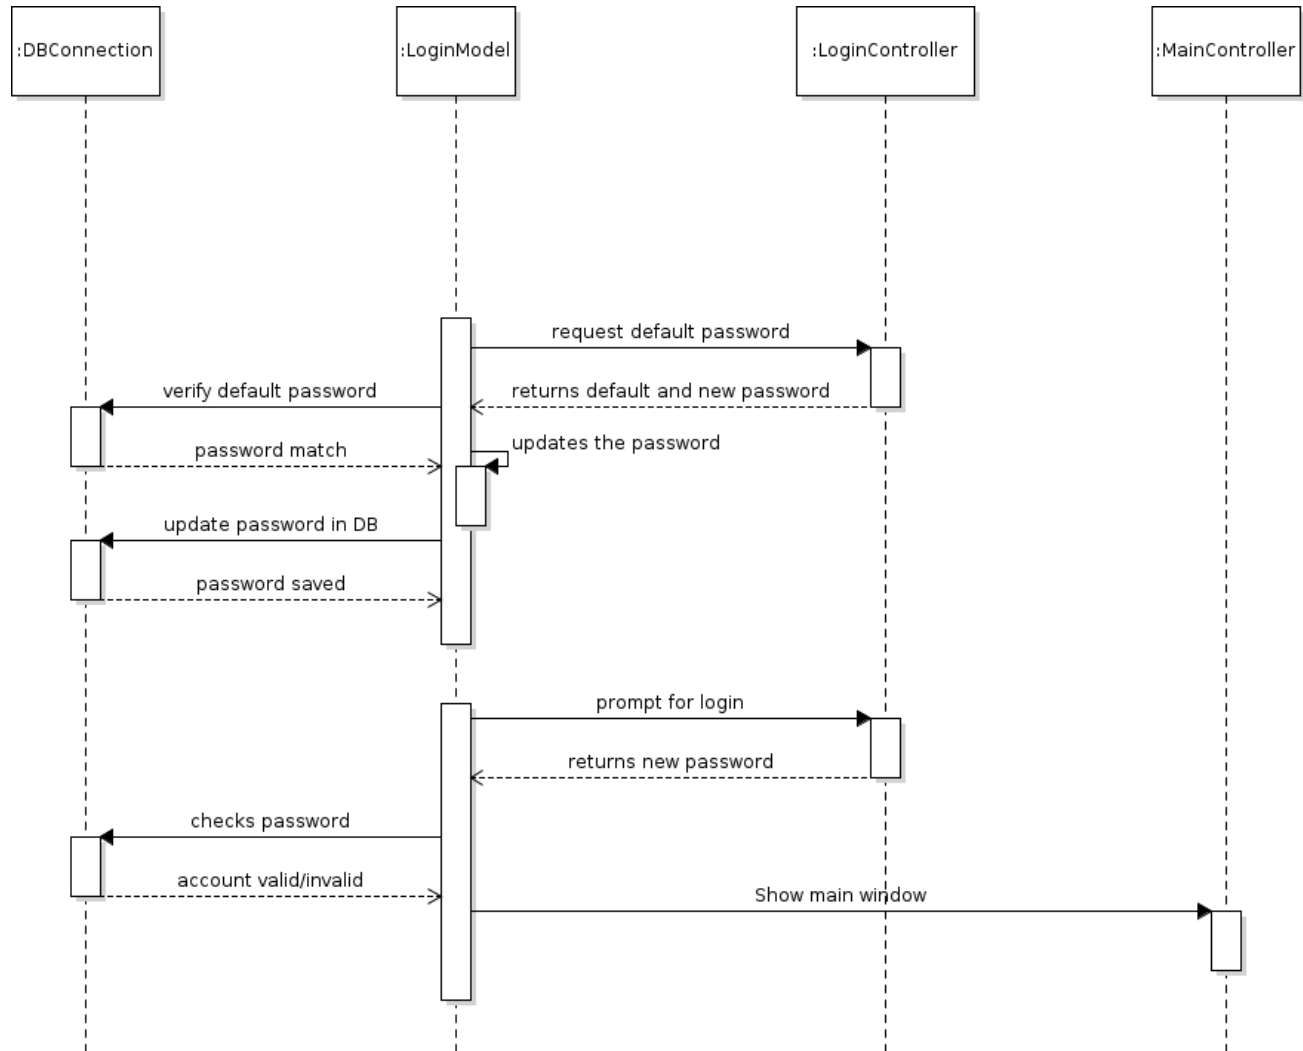 :DBConnection
:LoginModel
:LoginController
:MainController
request default password
verify default password
returns default and new password
updates the password
password match
update password in DB
password saved
prompt for login
returns new password
checks password
account valid/invalid
Show main window